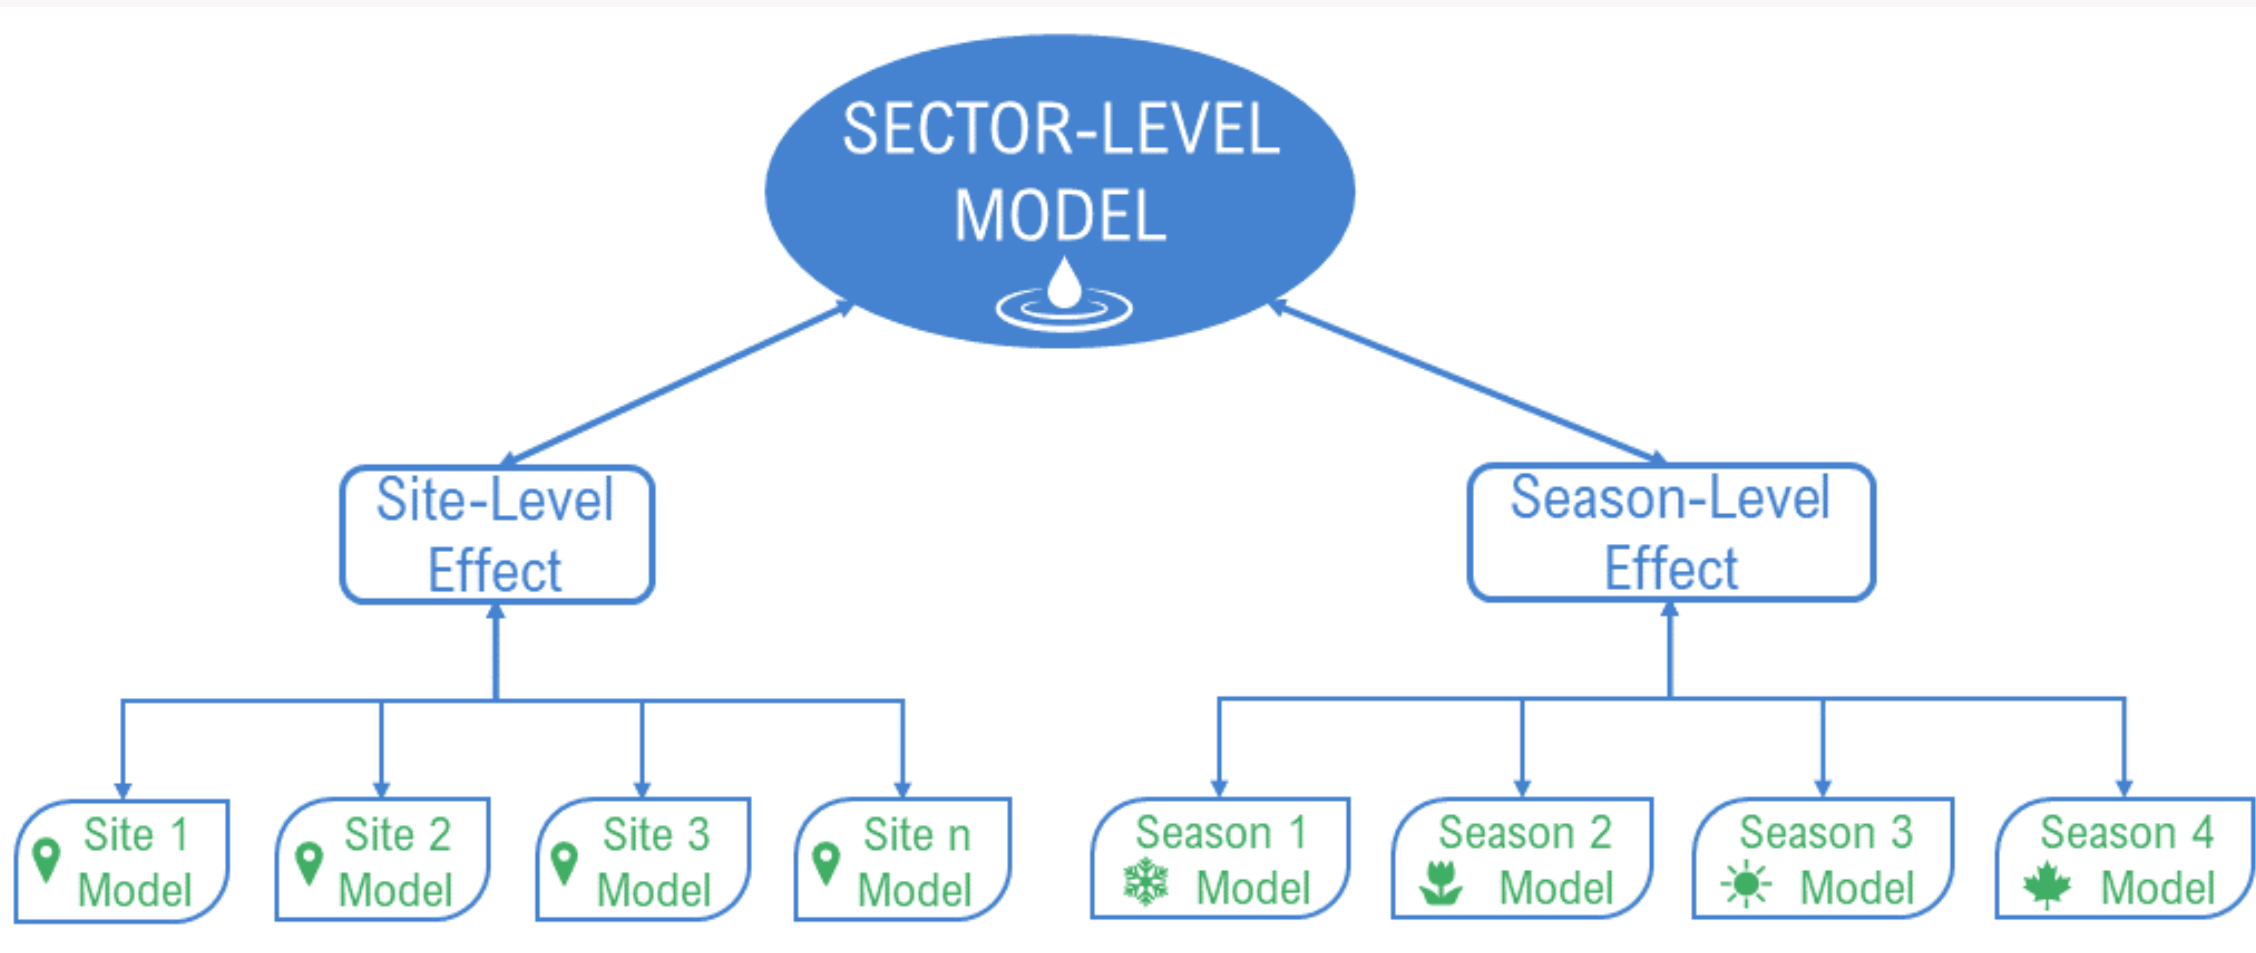 SECTOR-LEVEL
MODEL
Site-Level
Effect
Season-Level
Effect
Site 1
Model
Site 2
Model
Site 3
Model
Site n
Model
Season 1
Model
Season 2
Model
Season 3
Model
Season 4
Model